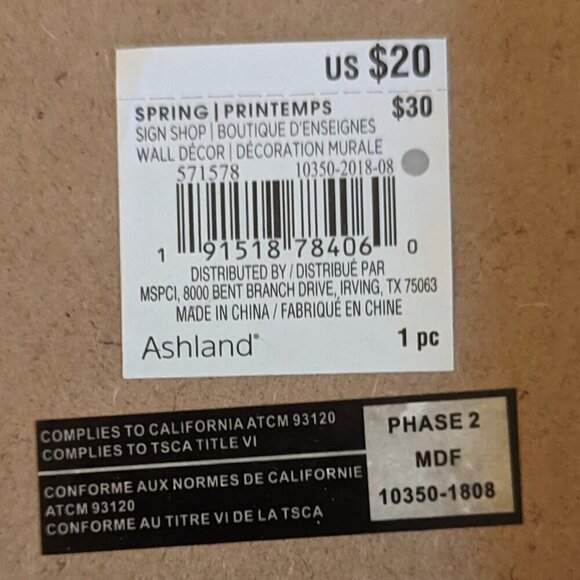 US $20
SPRING | PRINTEMPS $30
SIGN SHOP | BOUTIQUE D'ENSEIGNES
WALL DÉCOR | DÉCORATION MURALE
571578 10350-2018-08
1 91518 78406 0
DISTRIBUTED BY / DISTRIBUÉ PAR
MSPCI, 8000 BENT BRANCH DRIVE, IRVING, TX 75063
MADE IN CHINA / FABRIQUÉ EN CHINE
Ashland® 1 pc
COMPLIES TO CALIFORNIA ATCM 93120
COMPLIES TO TSCA TITLE VI
CONFORME AUX NORMES DE CALIFORNIE
ATCM 93120
CONFORME AU TITRE VI DE LA TSCA
PHASE 2
MDF
10350-1808